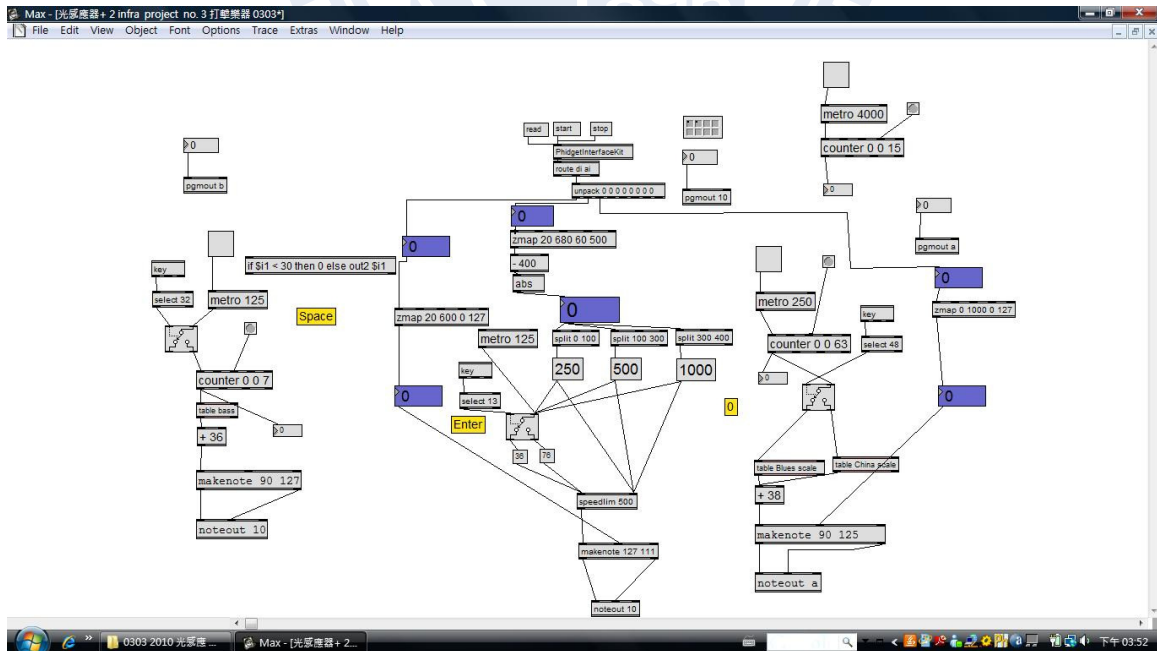 Max - [光感應器+ 2 infra project no. 3 打擊樂器 0303*]
File Edit View Object Font Options Trace Extras Window Help
metro 4000
counter 0 0 15
0
0
pgmout b
read start stop
PhidgetInterfaceKit
route di ai
unpack 0 0 0 0 0 0 0 0
0
pgmout 10
0
pgmout a
key
select 32
metro 125
if $i1 < 30 then 0 else out2 $i1
Space
counter 0 0 7
table bass
0
+ 36
makenote 90 127
noteout 10
0
zmap 20 600 0 127
0
0
zmap 20 680 60 500
- 400
abs
0
metro 125
split 0 100
split 100 300
split 300 400
250
500
1000
key
select 13
Enter
36
76
speedlim 500
makenote 127 111
noteout 10
0
metro 250
counter 0 0 63
0
key
select 48
table Blues scale
table China scale
+ 38
makenote 90 125
noteout a
0
zmap 0 1000 0 127
0
0303 2010 光感應 ...
Max - [光感應器+ 2...
下午 03:52